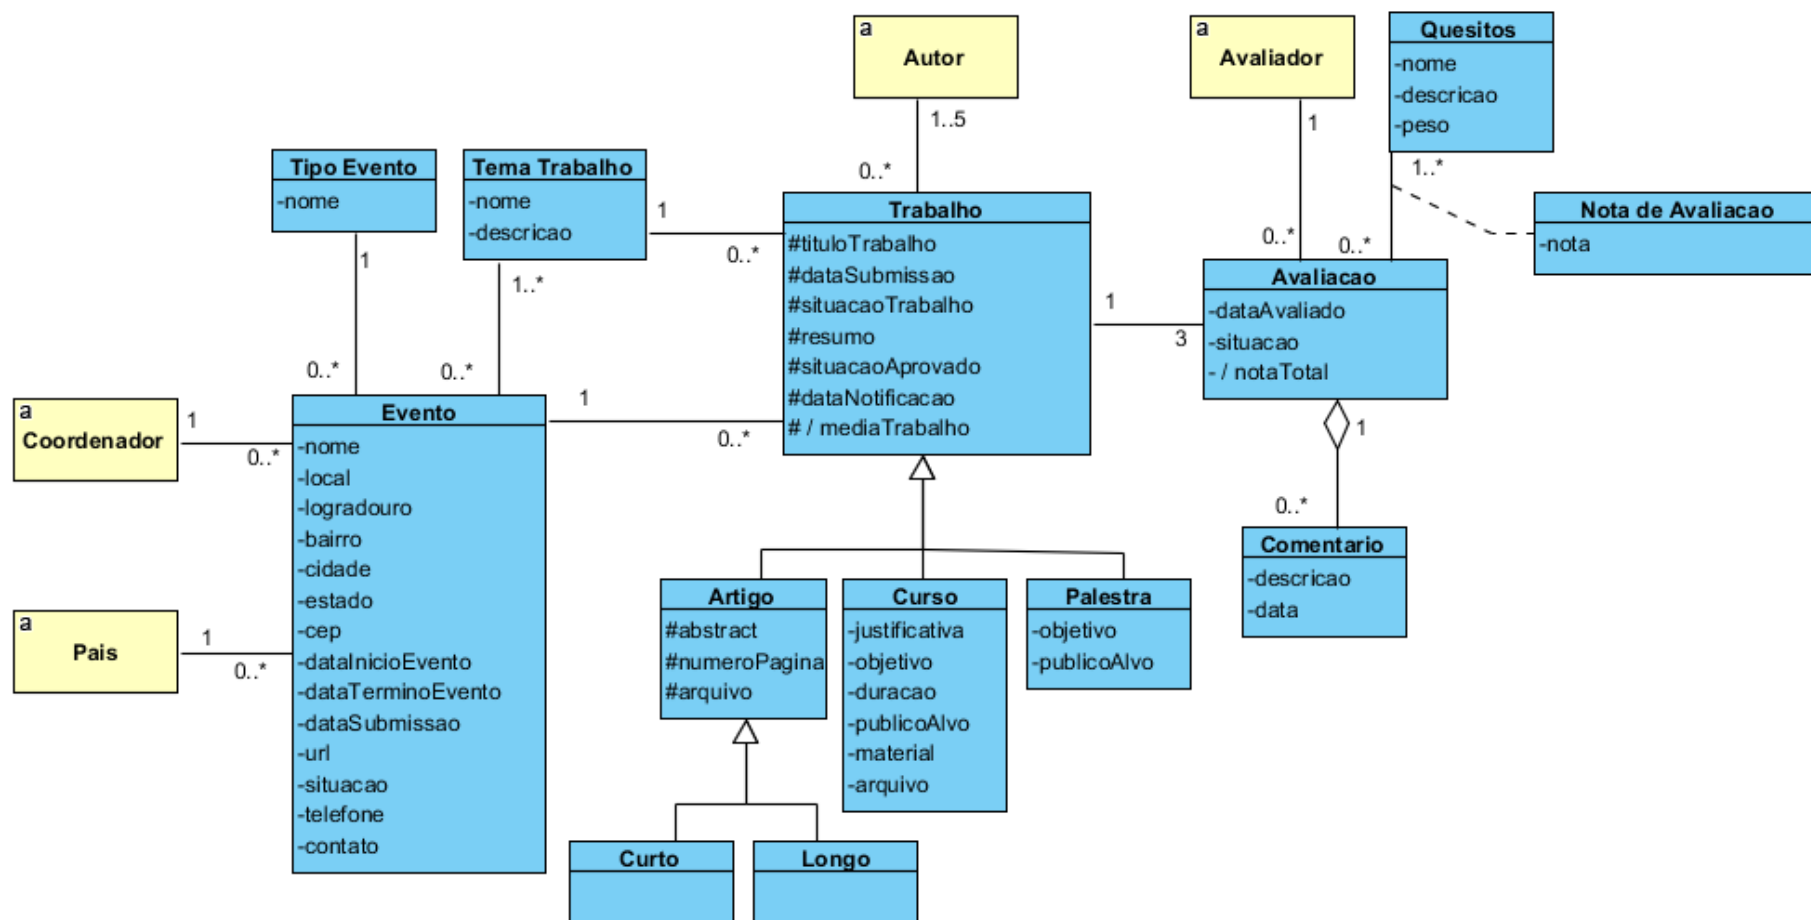 a
Autor
1..5
0..*
a
Avaliador
1
0..*
Quesitos
-nome
-descricao
-peso
1..*
0..*
Nota de Avaliacao
-nota
Tipo Evento
-nome
1
0..*
Tema Trabalho
-nome
-descricao
1..*
0..*
1
0..*
Trabalho
#tituloTrabalho
#dataSubmissao
#situacaoTrabalho
#resumo
#situacaoAprovado
#dataNotificacao
# / mediaTrabalho
1
3
Avaliacao
-dataAvaliado
-situacao
- / notaTotal
1
0..*
Comentario
-descricao
-data
a
Coordenador
1
0..*
a
Pais
1
0..*
Evento
-nome
-local
-logradouro
-bairro
-cidade
-estado
-cep
-dataInicioEvento
-dataTerminoEvento
-dataSubmissao
-url
-situacao
-telefone
-contato
1
0..*
Artigo
#abstract
#numeroPagina
#arquivo
Curso
-justificativa
-objetivo
-duracao
-publicoAlvo
-material
-arquivo
Palestra
-objetivo
-publicoAlvo
Curto
Longo